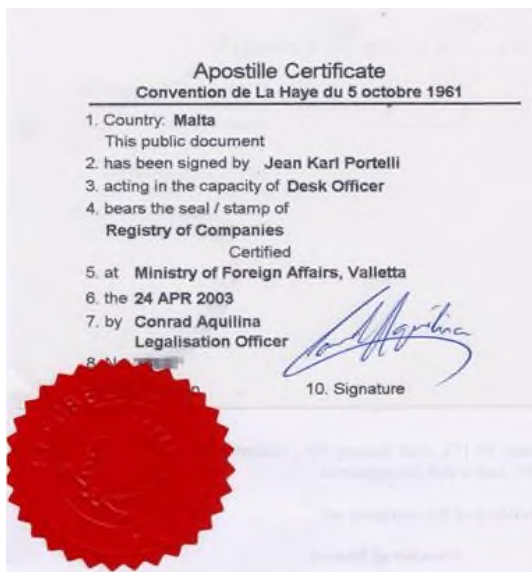 Apostille Certificate
Convention de La Haye du 5 octobre 1961
1. Country: Malta
This public document
2. has been signed by Jean Karl Portelli
3. acting in the capacity of Desk Officer
4. bears the seal / stamp of
Registry of Companies
Certified
5. at Ministry of Foreign Affairs, Valletta
6. the 24 APR 2003
7. by Conrad Aquilina
Legalisation Officer
10. Signature